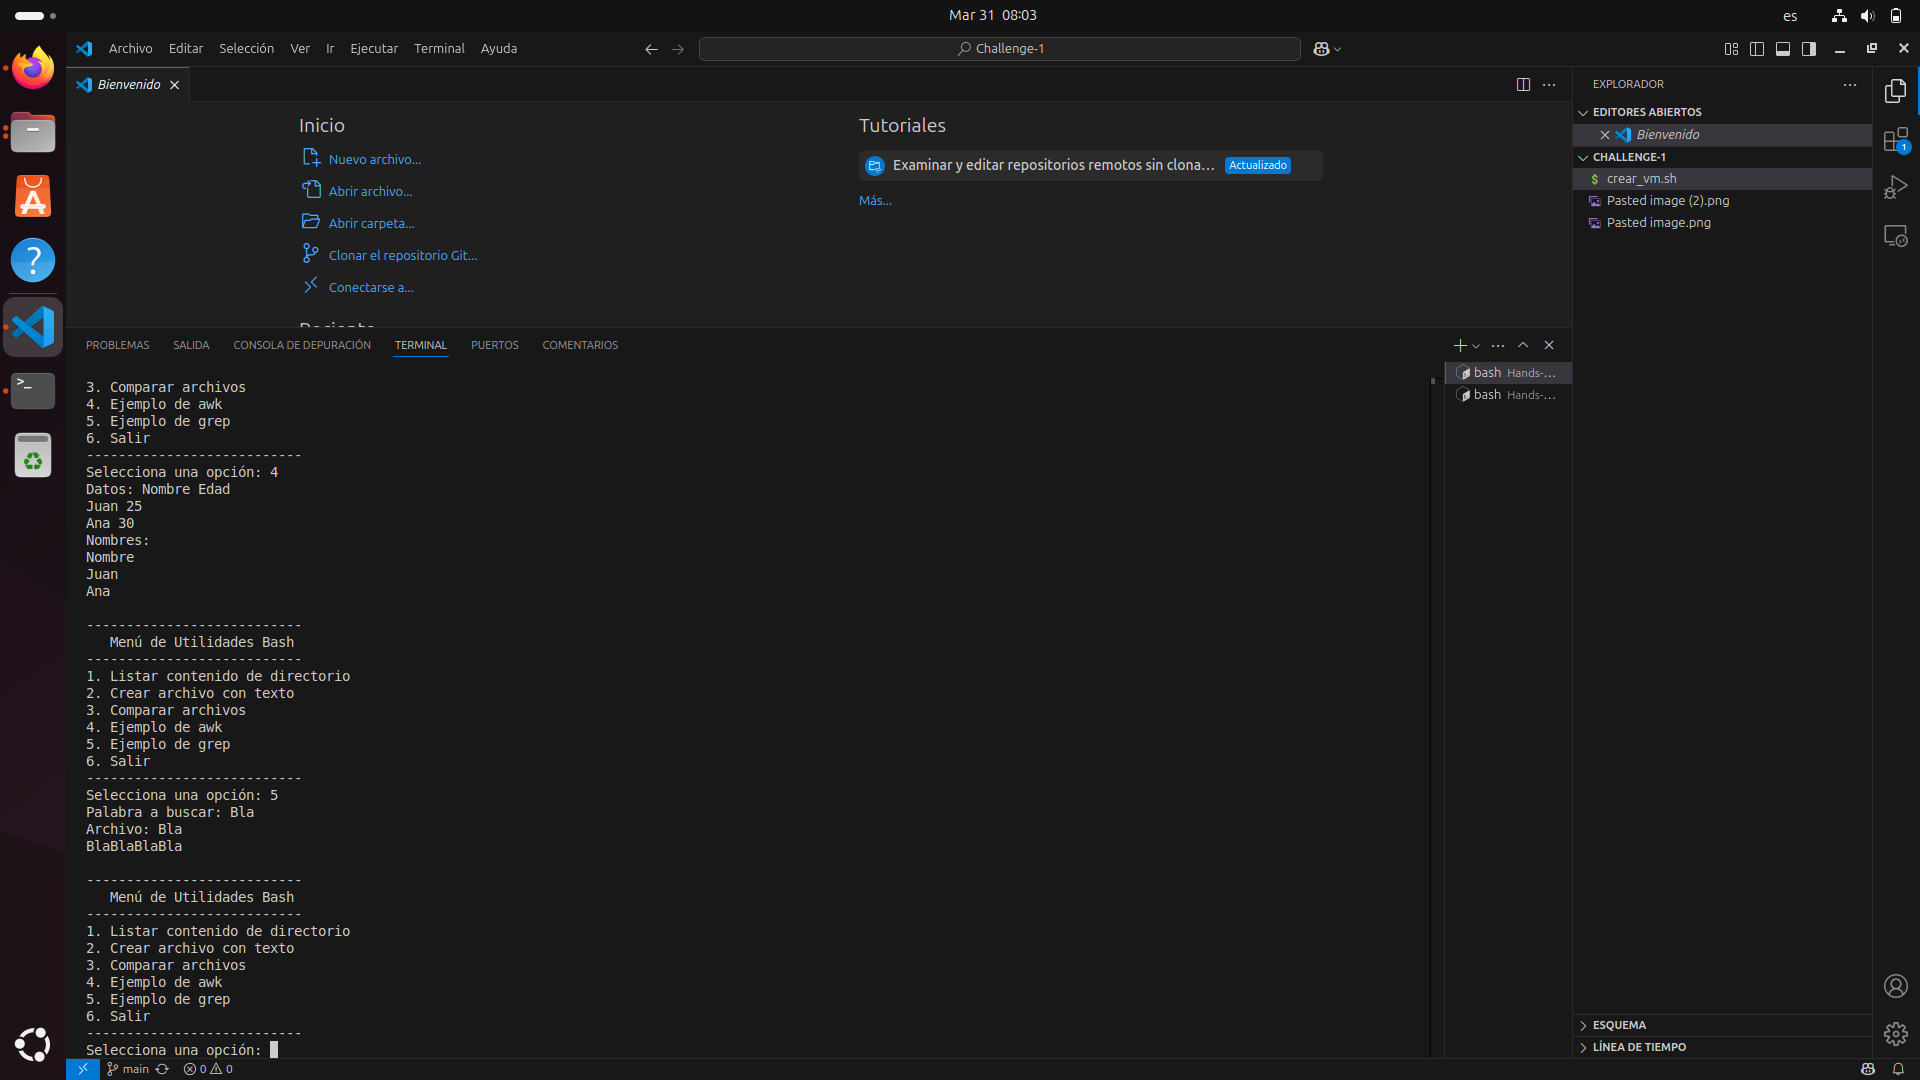 Mar 31 08:03
es
Archivo Editar Selección Ver Ir Ejecutar Terminal Ayuda
Challenge-1
Bienvenido
Inicio
Nuevo archivo...
Abrir archivo...
Abrir carpeta...
Clonar el repositorio Git...
Conectarse a...
Tutoriales
Examinar y editar repositorios remotos sin clona... Actualizado
Más...
PROBLEMAS SALIDA CONSOLA DE DEPURACIÓN TERMINAL PUERTOS COMENTARIOS
3. Comparar archivos
4. Ejemplo de awk
5. Ejemplo de grep
6. Salir
---------------------------
Selecciona una opción: 4
Datos: Nombre Edad
Juan 25
Ana 30
Nombres:
Nombre
Juan
Ana
---------------------------
Menú de Utilidades Bash
---------------------------
1. Listar contenido de directorio
2. Crear archivo con texto
3. Comparar archivos
4. Ejemplo de awk
5. Ejemplo de grep
6. Salir
---------------------------
Selecciona una opción: 5
Palabra a buscar: Bla
Archivo: Bla
BlaBlaBlaBla
---------------------------
Menú de Utilidades Bash
---------------------------
1. Listar contenido de directorio
2. Crear archivo con texto
3. Comparar archivos
4. Ejemplo de awk
5. Ejemplo de grep
6. Salir
---------------------------
Selecciona una opción:
bash Hands-...
bash Hands-...
EXPLORADOR
EDITORES ABIERTOS
Bienvenido
CHALLENGE-1
$ crear_vm.sh
Pasted image (2).png
Pasted image.png
ESQUEMA
LÍNEA DE TIEMPO
1
main 0 0